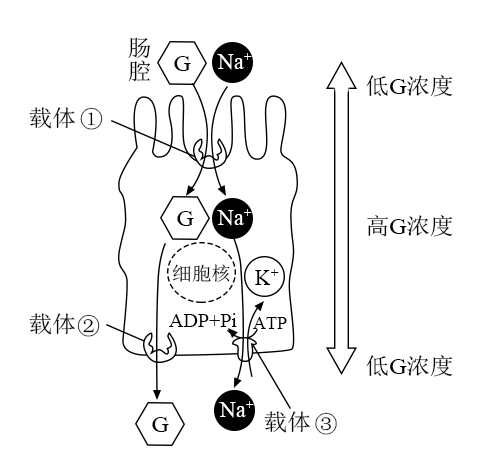 肠
腔
G
Na⁺
载体①
低G浓度
G
Na⁺
高G浓度
细胞核
K⁺
载体②
ADP+Pi
ATP
低G浓度
G
Na⁺
载体③